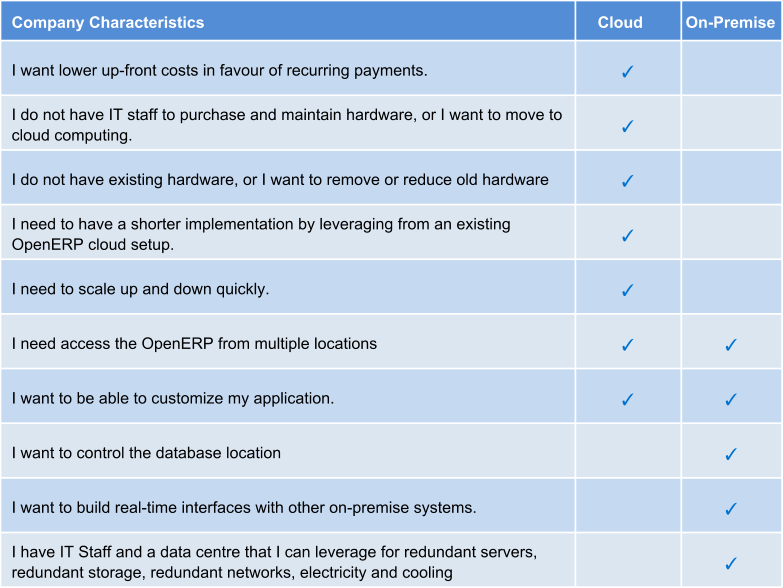 Company Characteristics Cloud On-Premise
I want lower up-front costs in favour of recurring payments. ✓
I do not have IT staff to purchase and maintain hardware, or I want to move to
cloud computing. ✓
I do not have existing hardware, or I want to remove or reduce old hardware ✓
I need to have a shorter implementation by leveraging from an existing
OpenERP cloud setup. ✓
I need to scale up and down quickly. ✓
I need access the OpenERP from multiple locations ✓ ✓
I want to be able to customize my application. ✓ ✓
I want to control the database location ✓
I want to build real-time interfaces with other on-premise systems. ✓
I have IT Staff and a data centre that I can leverage for redundant servers,
redundant storage, redundant networks, electricity and cooling ✓